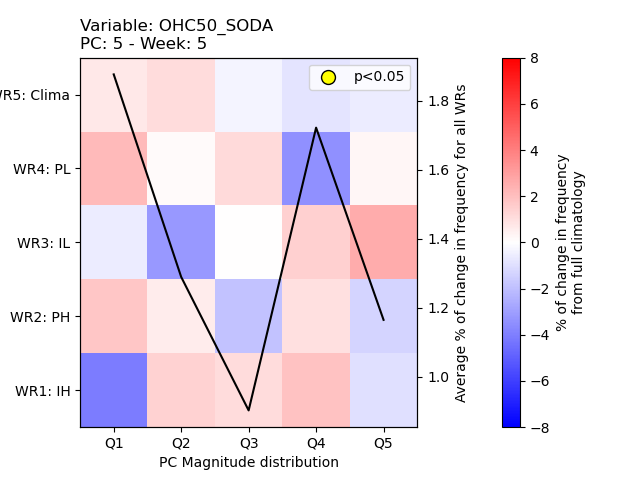 Variable: OHC50_SODA
PC: 5 - Week: 5
p<0.05
R5: Clima
WR4: PL
WR3: IL
WR2: PH
WR1: IH
Q1 Q2 Q3 Q4 Q5
PC Magnitude distribution
1.8
1.6
1.4
1.2
1.0
Average % of change in frequency for all WRs
8
6
4
2
0
−2
−4
−6
−8
% of change in frequency
from full climatology